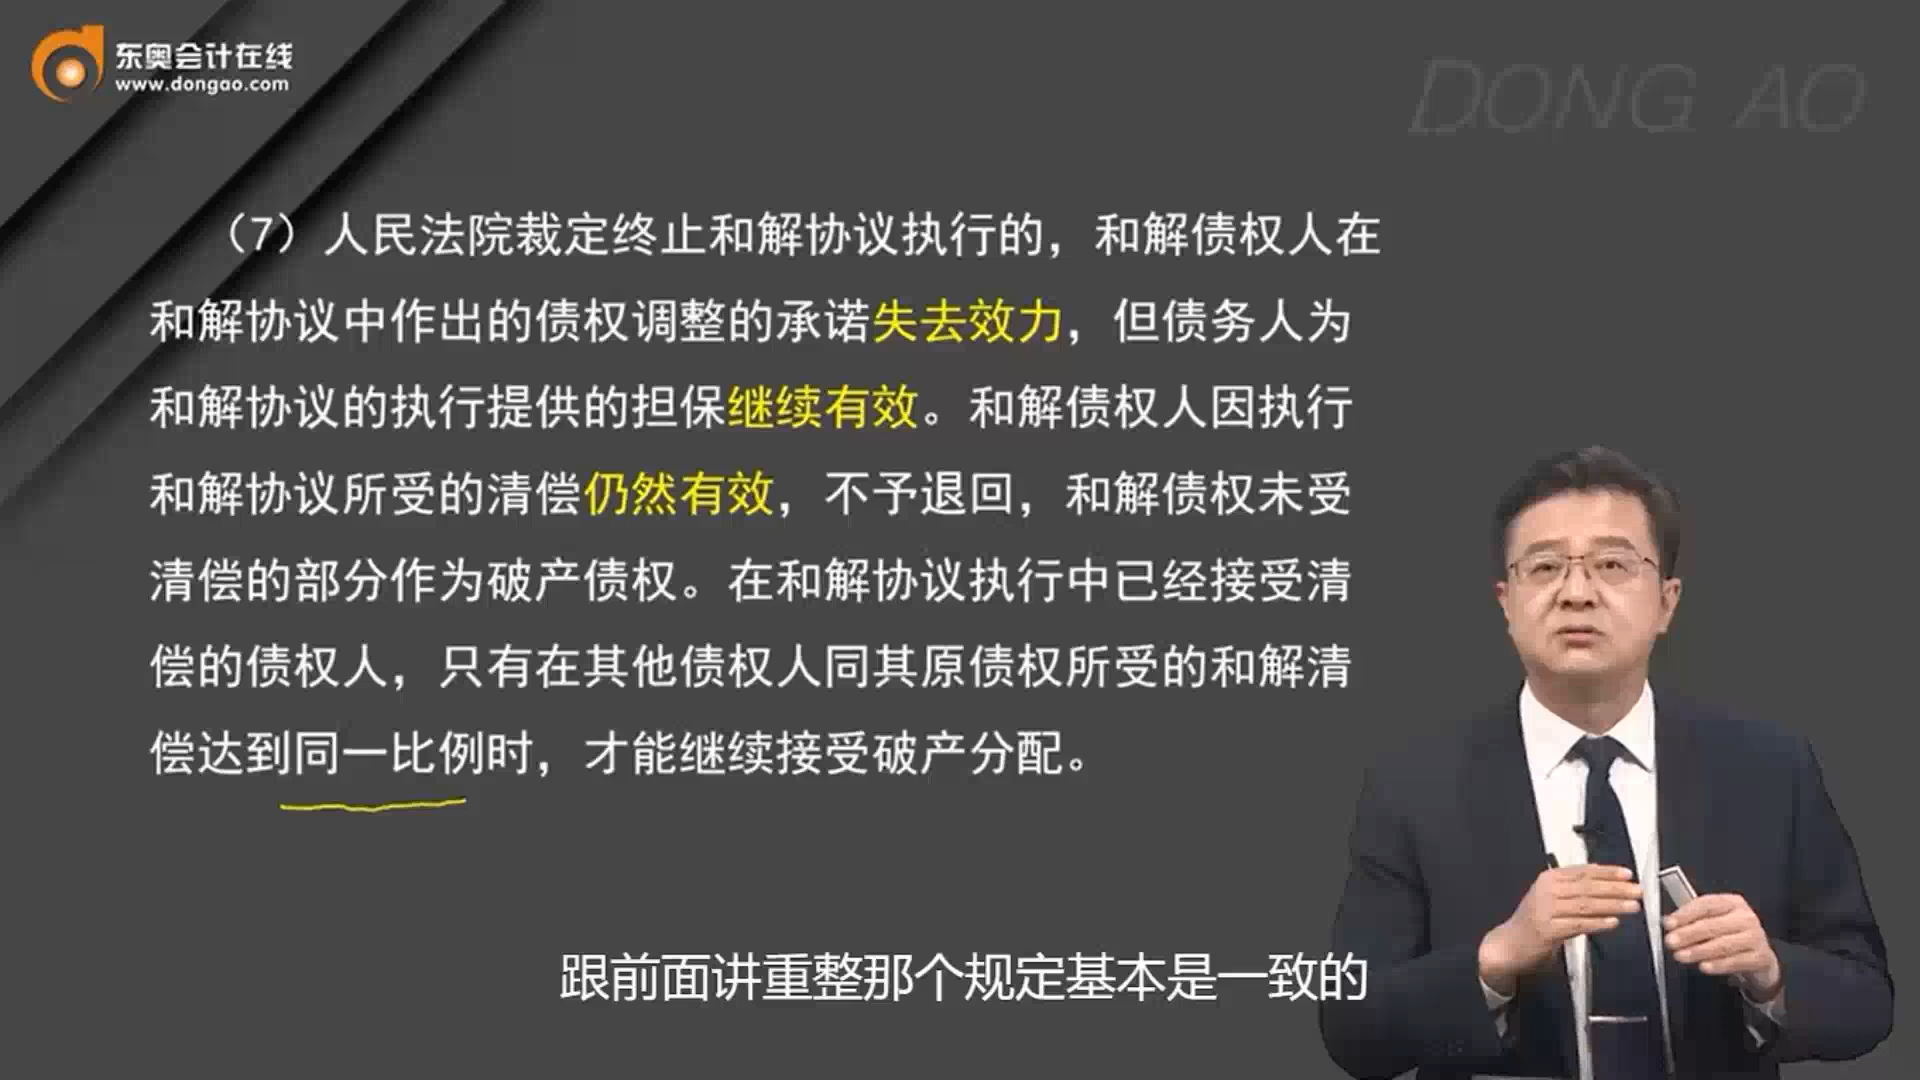 东奥会计在线
www.dongao.com
DONG AO
（7）人民法院裁定终止和解协议执行的，和解债权人在
和解协议中作出的债权调整的承诺失去效力，但债务人为
和解协议的执行提供的担保继续有效。和解债权人因执行
和解协议所受的清偿仍然有效，不予退回，和解债权未受
清偿的部分作为破产债权。在和解协议执行中已经接受清
偿的债权人，只有在其他债权人同其原债权所受的和解清
偿达到同一比例时，才能继续接受破产分配。
跟前面讲重整那个规定基本是一致的